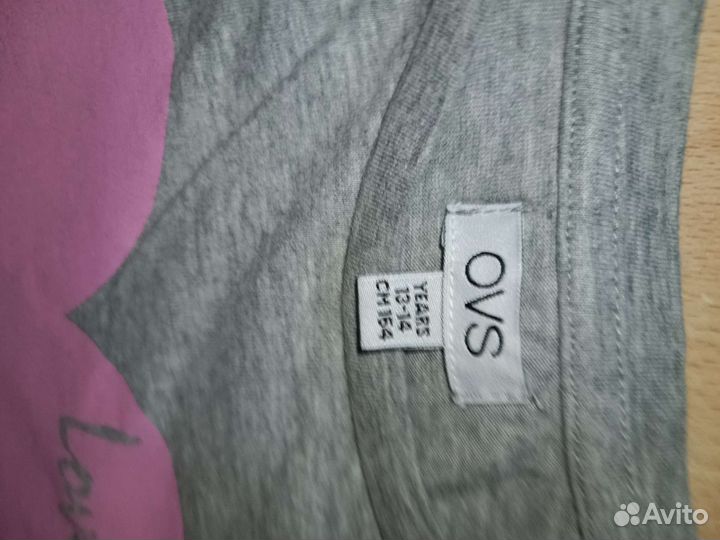 OVS
YEARS
13-14
CM 164
Avito